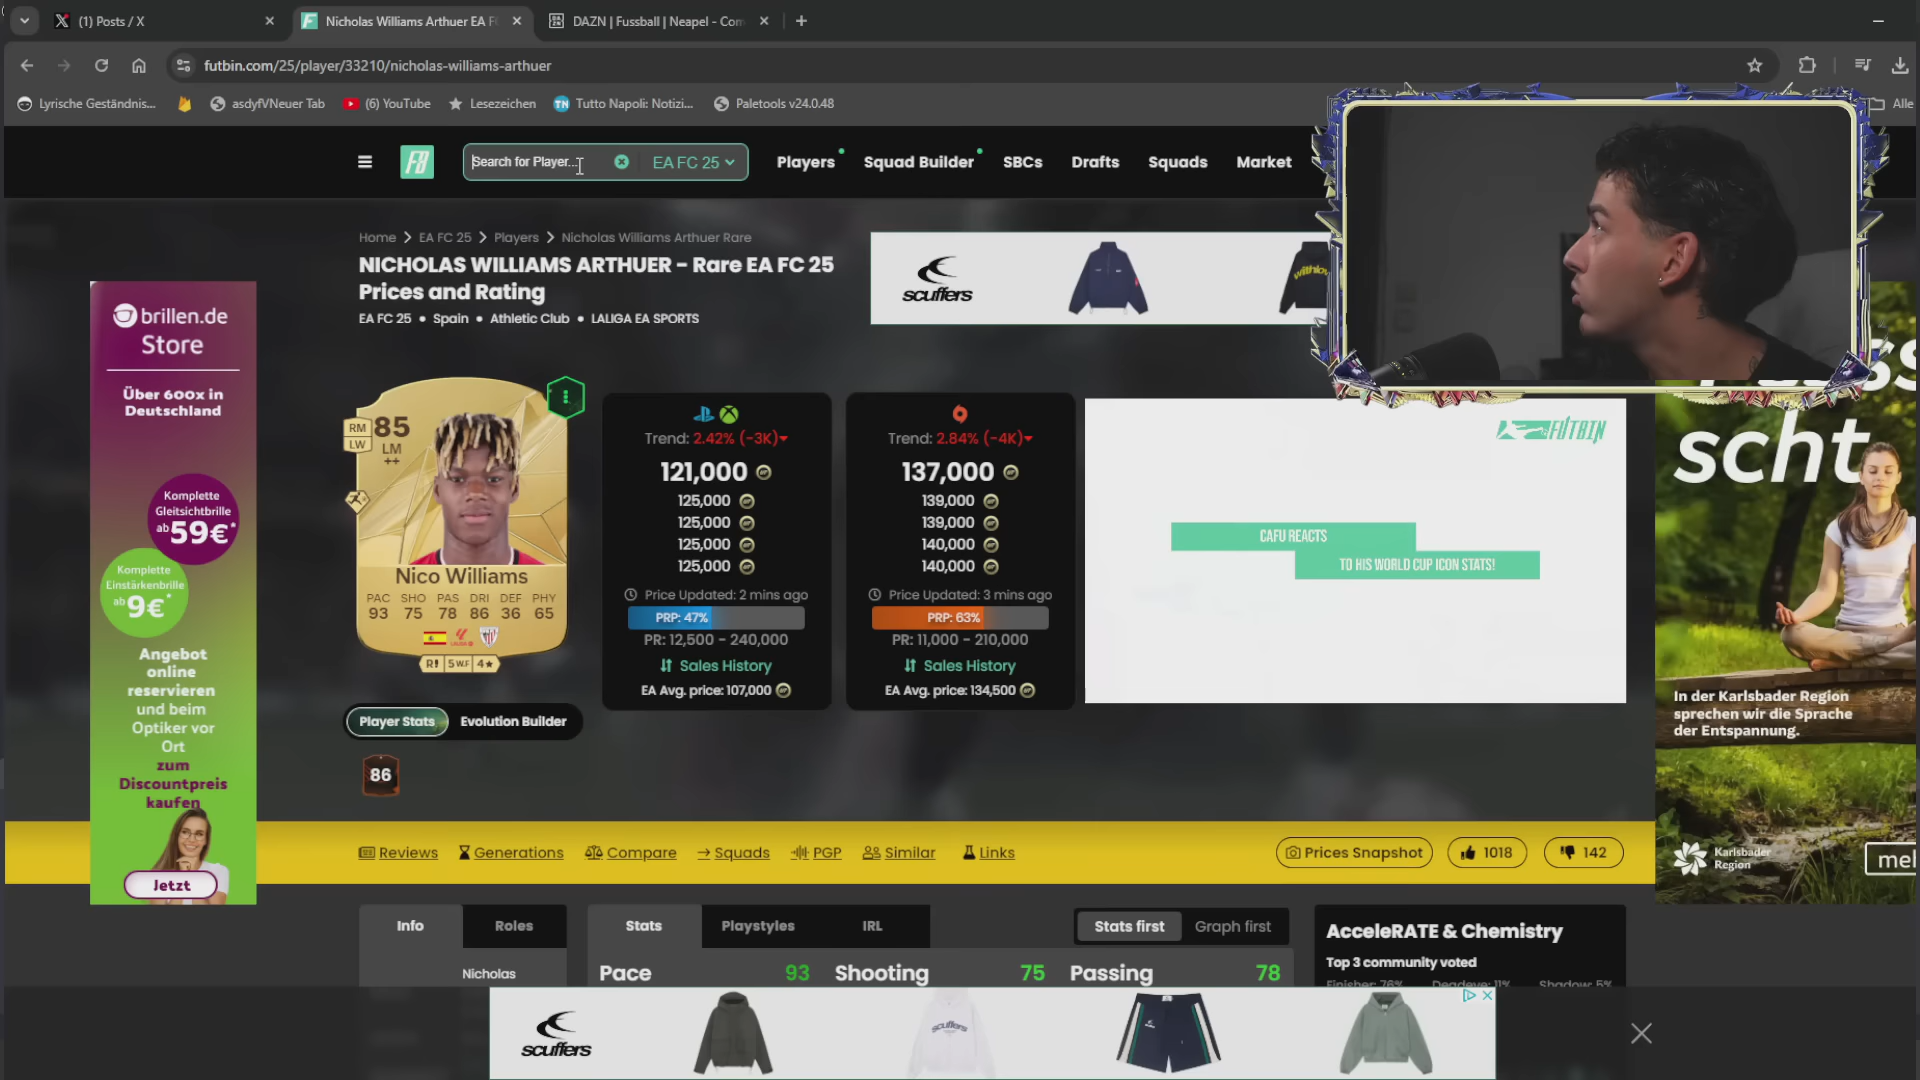 (1) Posts / X
Nicholas Williams Arthuer EA F
DAZN | Fussball | Neapel - Com
futbin.com/25/player/33210/nicholas-williams-arthuer
Lyrische Geständnis...
asdyfVNeuer Tab
(6) YouTube
Lesezeichen
TN Tutto Napoli: Notizi...
Paletools v24.0.48
Alle
Search for Player...
EA FC 25
Players
Squad Builder
SBCs
Drafts
Squads
Market
Home > EA FC 25 > Players > Nicholas Williams Arthuer Rare
NICHOLAS WILLIAMS ARTHUER - Rare EA FC 25
Prices and Rating
EA FC 25 • Spain • Athletic Club • LALIGA EA SPORTS
scuffers
brillen.de
Store
Über 600x in
Deutschland
Komplette
Gleitsichtbrille
ab 59€*
Komplette
Einstärkenbrille
ab 9€*
Angebot
online
reservieren
und beim
Optiker vor
Ort
zum
Discountpreis
kaufen
Jetzt
RM
LW
85
LM
++
Nico Williams
PAC SHO PAS DRI DEF PHY
93 75 78 86 36 65
R! 5 W.F 4★
Player Stats
Evolution Builder
86
Trend: 2.42% (-3K)
121,000
125,000
125,000
125,000
125,000
Price Updated: 2 mins ago
PRP: 47%
PR: 12,500 - 240,000
Sales History
EA Avg. price: 107,000
Trend: 2.84% (-4K)
137,000
139,000
139,000
140,000
140,000
Price Updated: 3 mins ago
PRP: 63%
PR: 11,000 - 210,000
Sales History
EA Avg. price: 134,500
FUTBIN
CAFU REACTS
TO HIS WORLD CUP ICON STATS!
scht
In der Karlsbader Region
sprechen wir die Sprache
der Entspannung.
Karlsbader
Region
mel
Reviews
Generations
Compare
Squads
PGP
Similar
Links
Prices Snapshot
1018
142
Info
Roles
Stats
Playstyles
IRL
Stats first
Graph first
Nicholas
Pace 93
Shooting 75
Passing 78
AcceleRATE & Chemistry
Top 3 community voted
Finisher: 76% Deadeye: 11% Shadow: 5%
scuffers